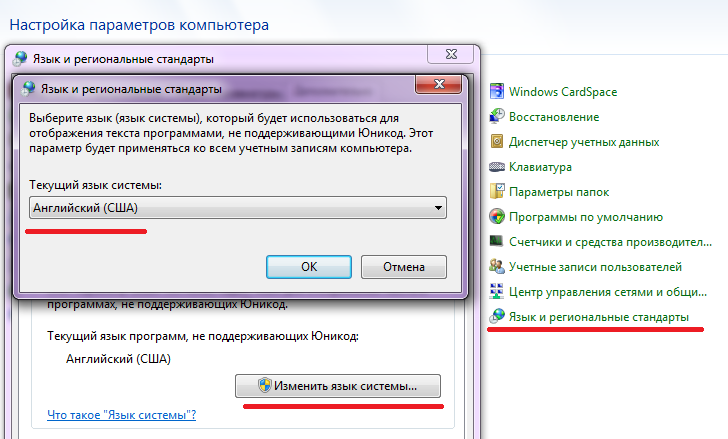 Настройка параметров компьютера
Язык и региональные стандарты
Язык и региональные стандарты
Выберите язык (язык системы), который будет использоваться для
отображения текста программами, не поддерживающими Юникод. Этот
параметр будет применяться ко всем учетным записям компьютера.
Текущий язык системы:
Английский (США)
ОК
Отмена
программах, не поддерживающих Юникод.
Текущий язык программ, не поддерживающих Юникод:
Английский (США)
Изменить язык системы...
Что такое "Язык системы"?
Windows CardSpace
Восстановление
Диспетчер учетных данных
Клавиатура
Параметры папок
Программы по умолчанию
Счетчики и средства производител...
Учетные записи пользователей
Центр управления сетями и общи...
Язык и региональные стандарты